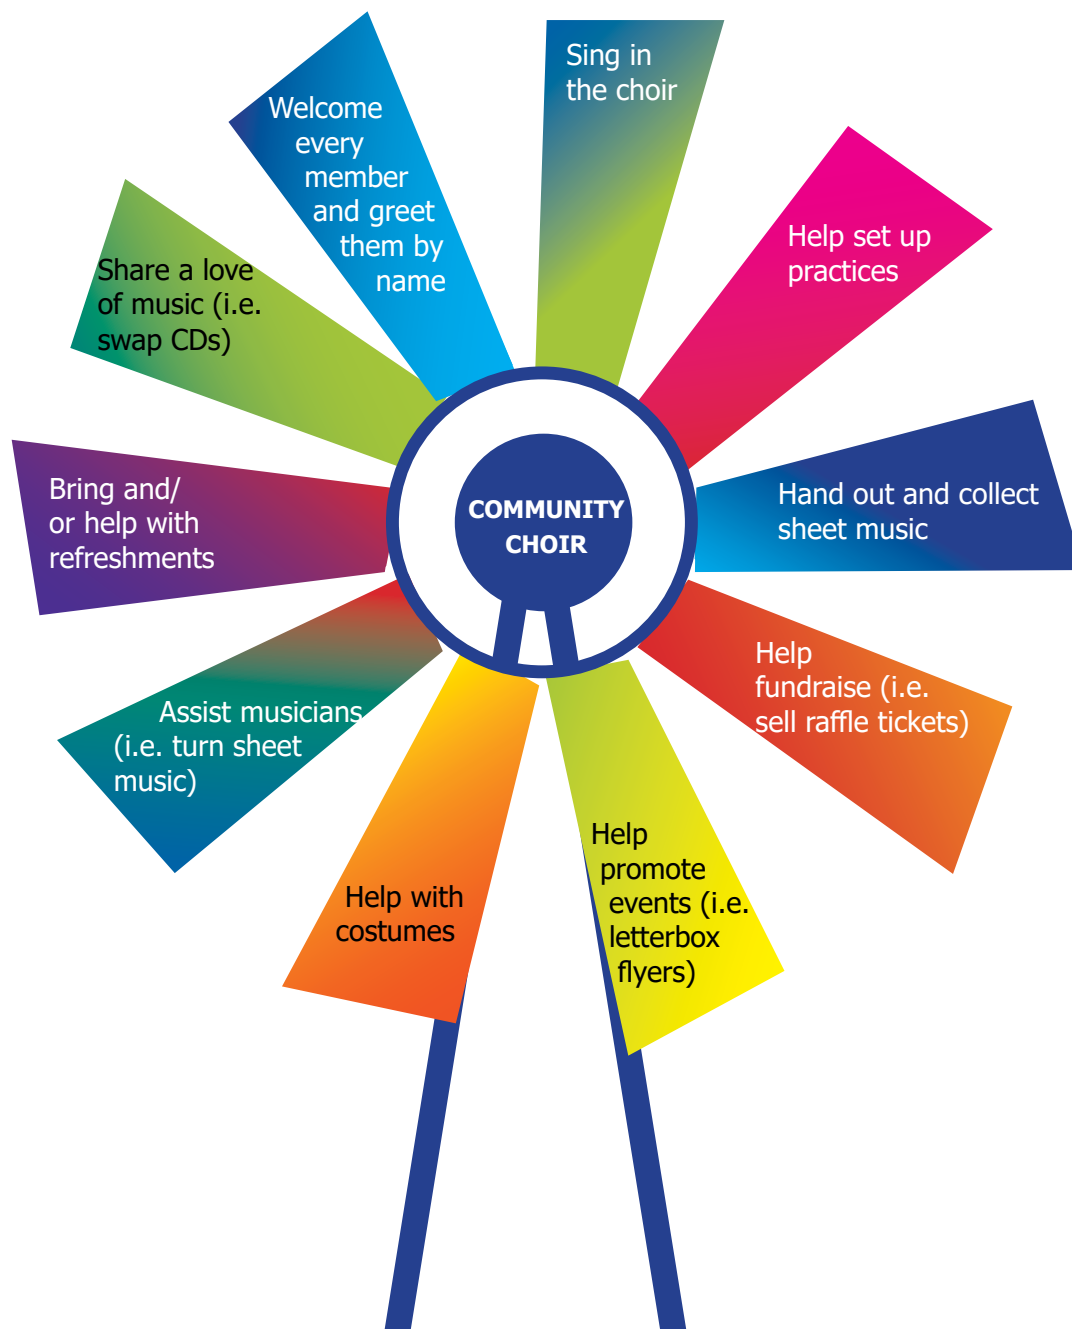 Sing in
the choir
Help set up
practices
Hand out and collect
sheet music
Help
fundraise (i.e.
sell raffle tickets)
Help
promote
events (i.e.
letterbox
flyers)
Help with
costumes
Assist musicians
(i.e. turn sheet
music)
Bring and/
or help with
refreshments
Share a love
of music (i.e.
swap CDs)
Welcome
every
member
and greet
them by
name
COMMUNITY
CHOIR